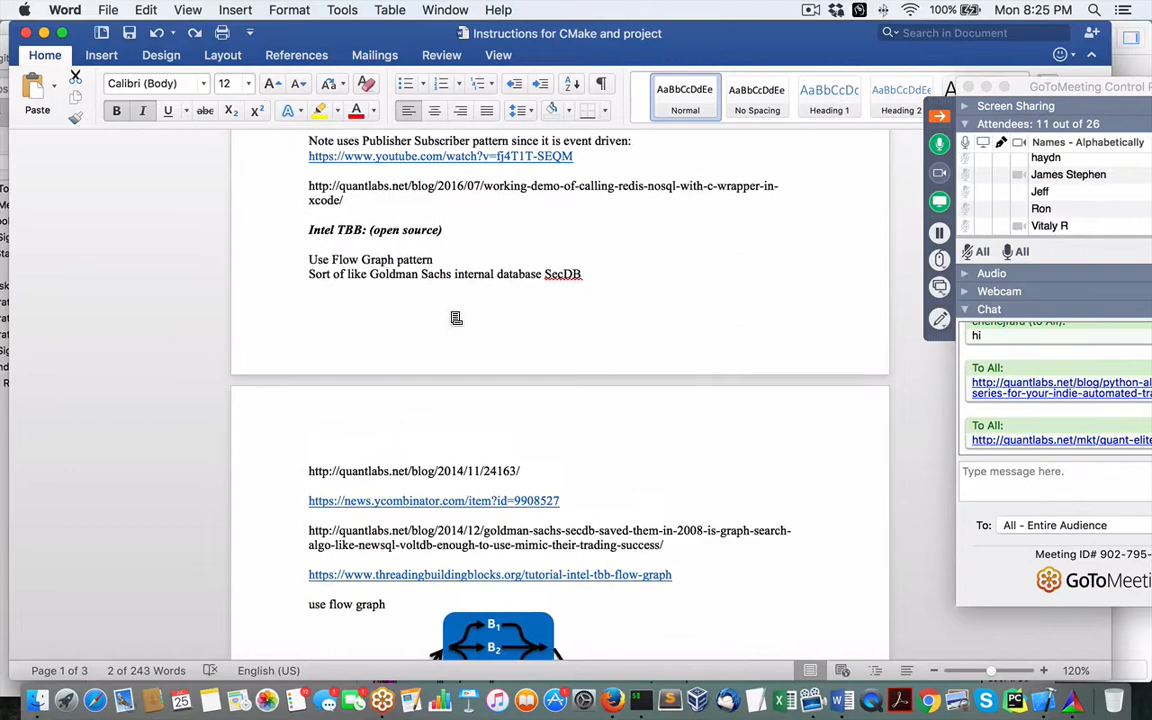 Word File Edit View Insert Format Tools Table Window Help 100% Mon 8:25 PM
Instructions for CMake and project
Search in Document
Home Insert Design Layout References Mailings Review View
Paste
Calibri (Body) 12
B I U abc X₂ X²
AaBbCcDdEe AaBbCcDdEe AaBbCcDc AaBbCcDdEe
Normal No Spacing Heading 1 Heading 2
Note uses Publisher Subscriber pattern since it is event driven:
https://www.youtube.com/watch?v=fj4T1T-SEQM
http://quantlabs.net/blog/2016/07/working-demo-of-calling-redis-nosql-with-c-wrapper-in-
xcode/
Intel TBB: (open source)
Use Flow Graph pattern
Sort of like Goldman Sachs internal database SecDB
http://quantlabs.net/blog/2014/11/24163/
https://news.ycombinator.com/item?id=9908527
http://quantlabs.net/blog/2014/12/goldman-sachs-secdb-saved-them-in-2008-is-graph-search-
algo-like-newsql-voltdb-enough-to-use-mimic-their-trading-success/
https://www.threadingbuildingblocks.org/tutorial-intel-tbb-flow-graph
use flow graph
B₁
B₂
Page 1 of 3 2 of 243 Words English (US) 120%
GoToMeeting Control P
Screen Sharing
Attendees: 11 out of 26
Names - Alphabetically
haydn
James Stephen
Jeff
Ron
Vitaly R
All All
Audio
Webcam
Chat
(to All):
hi
To All:
http://quantlabs.net/blog/python-al
series-for-your-indie-automated-tra
To All:
http://quantlabs.net/mkt/quant-elite
Type message here.
To: All - Entire Audience
Meeting ID# 902-795-
GoToMeeti